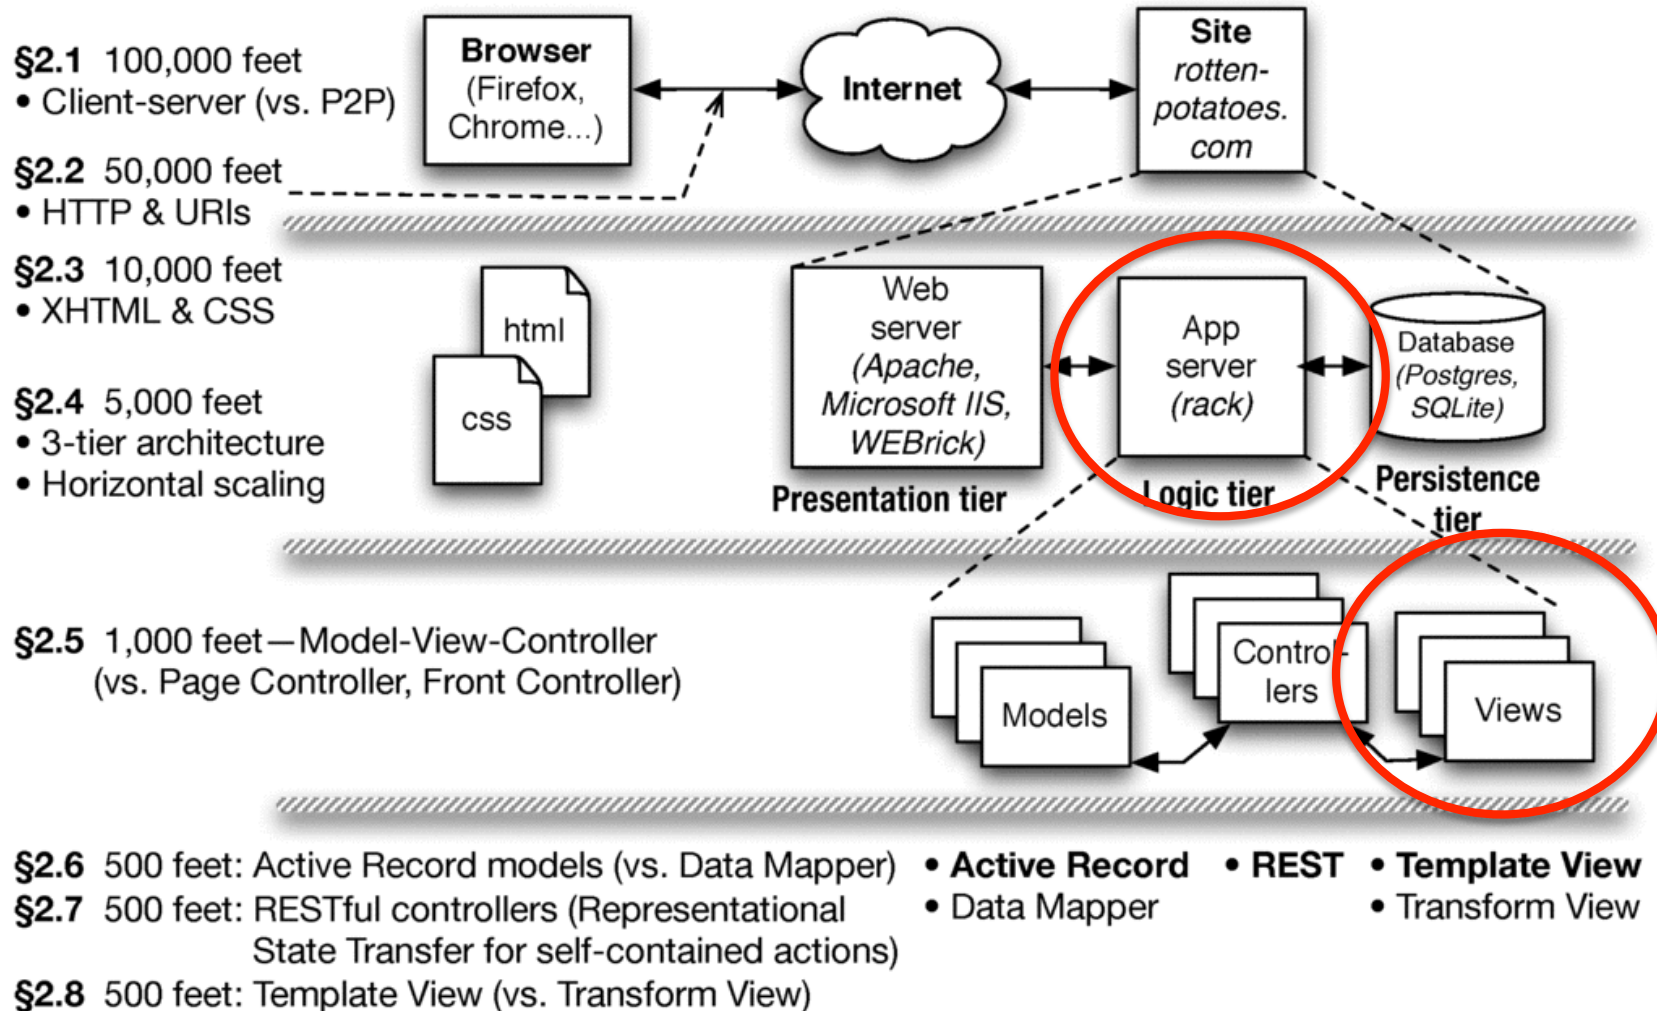 §2.1 100,000 feet
• Client-server (vs. P2P)
§2.2 50,000 feet
• HTTP & URIs
§2.3 10,000 feet
• XHTML & CSS
§2.4 5,000 feet
• 3-tier architecture
• Horizontal scaling
Browser
(Firefox,
Chrome...)
Internet
Site
rotten-
potatoes.
com
html
css
Web
server
(Apache,
Microsoft IIS,
WEBrick)
Presentation tier
App
server
(rack)
Logic tier
Database
(Postgres,
SQLite)
Persistence
tier
§2.5 1,000 feet—Model-View-Controller
(vs. Page Controller, Front Controller)
Models
Control-
lers
Views
§2.6 500 feet: Active Record models (vs. Data Mapper)
§2.7 500 feet: RESTful controllers (Representational
State Transfer for self-contained actions)
§2.8 500 feet: Template View (vs. Transform View)
• Active Record
• Data Mapper
• REST
• Template View
• Transform View